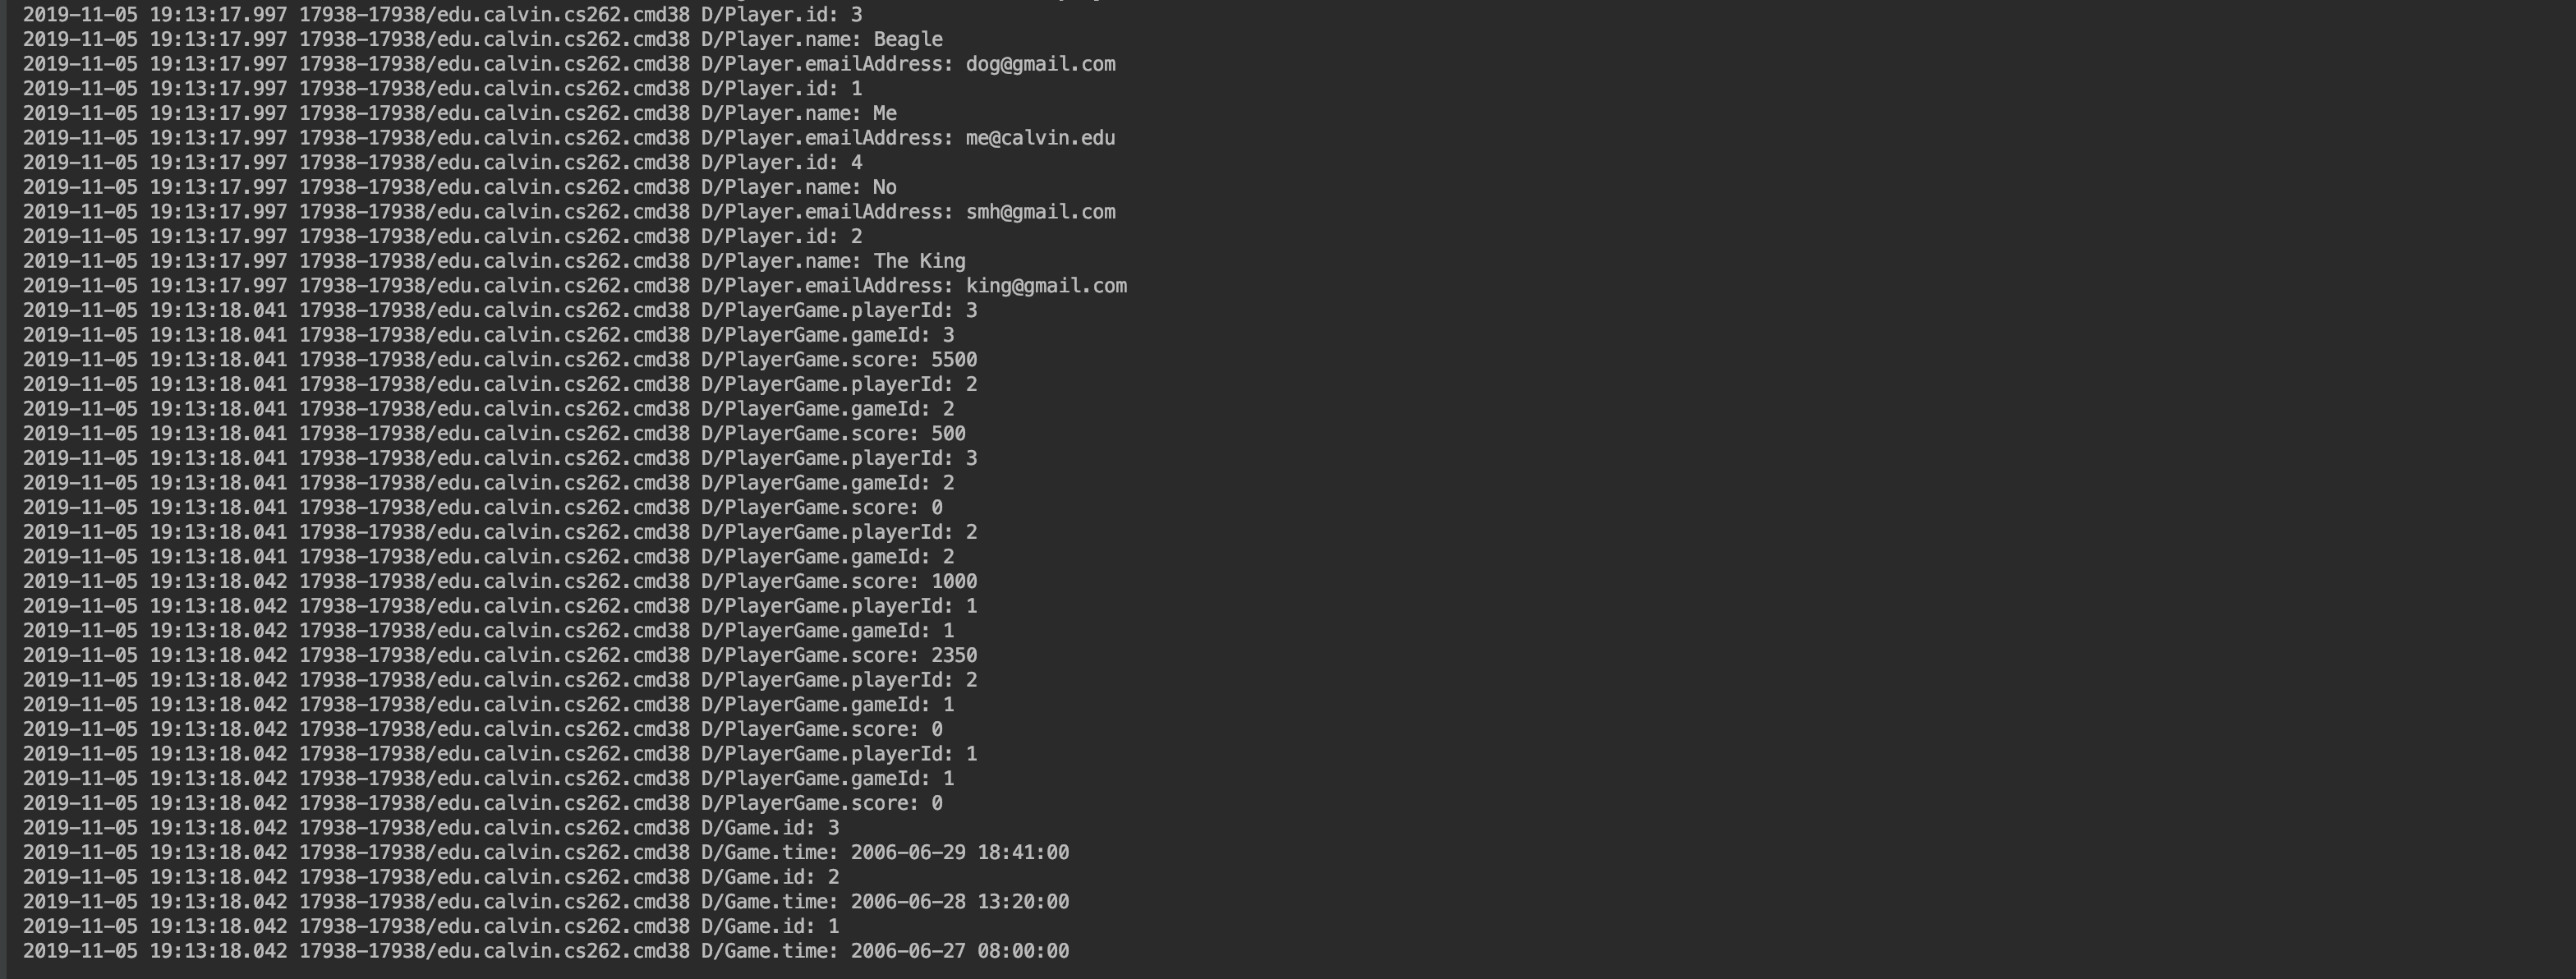 2019-11-05 19:13:17.997 17938-17938/edu.calvin.cs262.cmd38 D/Player.id: 3
2019-11-05 19:13:17.997 17938-17938/edu.calvin.cs262.cmd38 D/Player.name: Beagle
2019-11-05 19:13:17.997 17938-17938/edu.calvin.cs262.cmd38 D/Player.emailAddress: dog@gmail.com
2019-11-05 19:13:17.997 17938-17938/edu.calvin.cs262.cmd38 D/Player.id: 1
2019-11-05 19:13:17.997 17938-17938/edu.calvin.cs262.cmd38 D/Player.name: Me
2019-11-05 19:13:17.997 17938-17938/edu.calvin.cs262.cmd38 D/Player.emailAddress: me@calvin.edu
2019-11-05 19:13:17.997 17938-17938/edu.calvin.cs262.cmd38 D/Player.id: 4
2019-11-05 19:13:17.997 17938-17938/edu.calvin.cs262.cmd38 D/Player.name: No
2019-11-05 19:13:17.997 17938-17938/edu.calvin.cs262.cmd38 D/Player.emailAddress: smh@gmail.com
2019-11-05 19:13:17.997 17938-17938/edu.calvin.cs262.cmd38 D/Player.id: 2
2019-11-05 19:13:17.997 17938-17938/edu.calvin.cs262.cmd38 D/Player.name: The King
2019-11-05 19:13:17.997 17938-17938/edu.calvin.cs262.cmd38 D/Player.emailAddress: king@gmail.com
2019-11-05 19:13:18.041 17938-17938/edu.calvin.cs262.cmd38 D/PlayerGame.playerId: 3
2019-11-05 19:13:18.041 17938-17938/edu.calvin.cs262.cmd38 D/PlayerGame.gameId: 3
2019-11-05 19:13:18.041 17938-17938/edu.calvin.cs262.cmd38 D/PlayerGame.score: 5500
2019-11-05 19:13:18.041 17938-17938/edu.calvin.cs262.cmd38 D/PlayerGame.playerId: 2
2019-11-05 19:13:18.041 17938-17938/edu.calvin.cs262.cmd38 D/PlayerGame.gameId: 2
2019-11-05 19:13:18.041 17938-17938/edu.calvin.cs262.cmd38 D/PlayerGame.score: 500
2019-11-05 19:13:18.041 17938-17938/edu.calvin.cs262.cmd38 D/PlayerGame.playerId: 3
2019-11-05 19:13:18.041 17938-17938/edu.calvin.cs262.cmd38 D/PlayerGame.gameId: 2
2019-11-05 19:13:18.041 17938-17938/edu.calvin.cs262.cmd38 D/PlayerGame.score: 0
2019-11-05 19:13:18.041 17938-17938/edu.calvin.cs262.cmd38 D/PlayerGame.playerId: 2
2019-11-05 19:13:18.041 17938-17938/edu.calvin.cs262.cmd38 D/PlayerGame.gameId: 2
2019-11-05 19:13:18.042 17938-17938/edu.calvin.cs262.cmd38 D/PlayerGame.score: 1000
2019-11-05 19:13:18.042 17938-17938/edu.calvin.cs262.cmd38 D/PlayerGame.playerId: 1
2019-11-05 19:13:18.042 17938-17938/edu.calvin.cs262.cmd38 D/PlayerGame.gameId: 1
2019-11-05 19:13:18.042 17938-17938/edu.calvin.cs262.cmd38 D/PlayerGame.score: 2350
2019-11-05 19:13:18.042 17938-17938/edu.calvin.cs262.cmd38 D/PlayerGame.playerId: 2
2019-11-05 19:13:18.042 17938-17938/edu.calvin.cs262.cmd38 D/PlayerGame.gameId: 1
2019-11-05 19:13:18.042 17938-17938/edu.calvin.cs262.cmd38 D/PlayerGame.score: 0
2019-11-05 19:13:18.042 17938-17938/edu.calvin.cs262.cmd38 D/PlayerGame.playerId: 1
2019-11-05 19:13:18.042 17938-17938/edu.calvin.cs262.cmd38 D/PlayerGame.gameId: 1
2019-11-05 19:13:18.042 17938-17938/edu.calvin.cs262.cmd38 D/PlayerGame.score: 0
2019-11-05 19:13:18.042 17938-17938/edu.calvin.cs262.cmd38 D/Game.id: 3
2019-11-05 19:13:18.042 17938-17938/edu.calvin.cs262.cmd38 D/Game.time: 2006-06-29 18:41:00
2019-11-05 19:13:18.042 17938-17938/edu.calvin.cs262.cmd38 D/Game.id: 2
2019-11-05 19:13:18.042 17938-17938/edu.calvin.cs262.cmd38 D/Game.time: 2006-06-28 13:20:00
2019-11-05 19:13:18.042 17938-17938/edu.calvin.cs262.cmd38 D/Game.id: 1
2019-11-05 19:13:18.042 17938-17938/edu.calvin.cs262.cmd38 D/Game.time: 2006-06-27 08:00:00